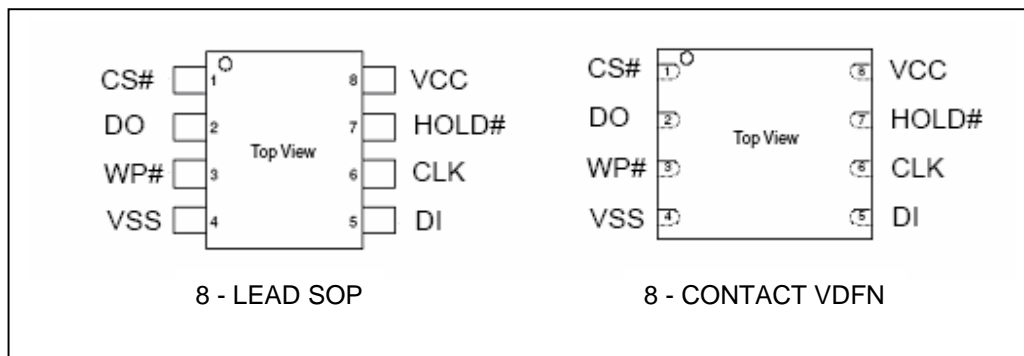 CS# 1 8 VCC
DO 2 7 HOLD#
Top View
WP# 3 6 CLK
VSS 4 5 DI
8 - LEAD SOP
CS# 1 8 VCC
DO 2 7 HOLD#
Top View
WP# 3 6 CLK
VSS 4 5 DI
8 - CONTACT VDFN